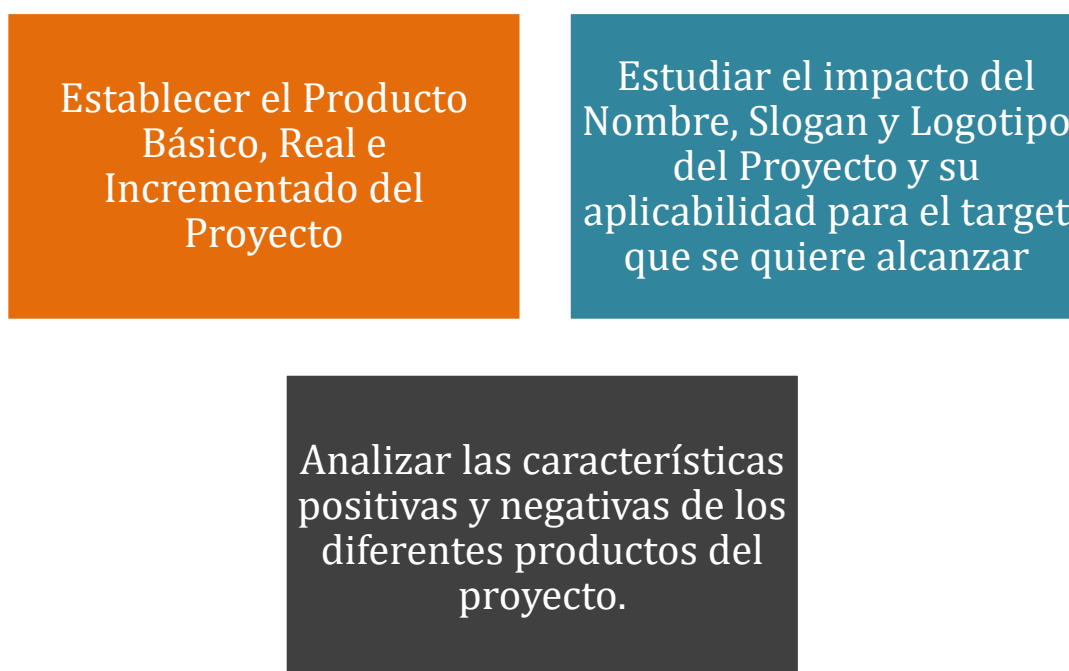 Establecer el Producto
Básico, Real e
Incrementado del
Proyecto
Estudiar el impacto del
Nombre, Slogan y Logotipo
del Proyecto y su
aplicabilidad para el target
que se quiere alcanzar
Analizar las características
positivas y negativas de los
diferentes productos del
proyecto.